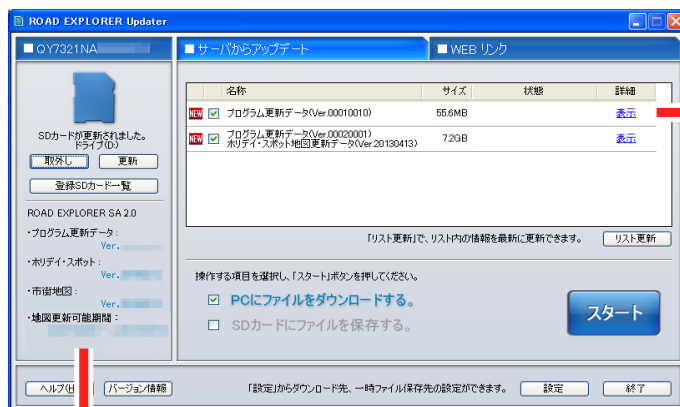 ROAD EXPLORER Updater
■ QY7321NA
■ サーバからアップデート
■ WEB リンク
SDカードが更新されました。
ドライブ(D:)
取外し
更新
登録SDカード一覧
ROAD EXPLORER SA 2.0
・プログラム更新データ:
Ver.
・ホリデイ・スポット:
Ver.
・市街地図:
Ver.
・地図更新可能期間:
名称 サイズ 状態 詳細
NEW プログラム更新データ(Ver.00010010) 55.6MB 表示
NEW プログラム更新データ(Ver.00020001)
ホリデイ・スポット地図更新データ(Ver.20130413) 7.2GB 表示
「リスト更新」で、リスト内の情報を最新に更新できます。
リスト更新
操作する項目を選択し、「スタート」ボタンを押してください。
PCにファイルをダウンロードする。
SDカードにファイルを保存する。
スタート
ヘルプ(H
バージョン情報
「設定」からダウンロード先、一時ファイル保存先の設定ができます。
設定
終了